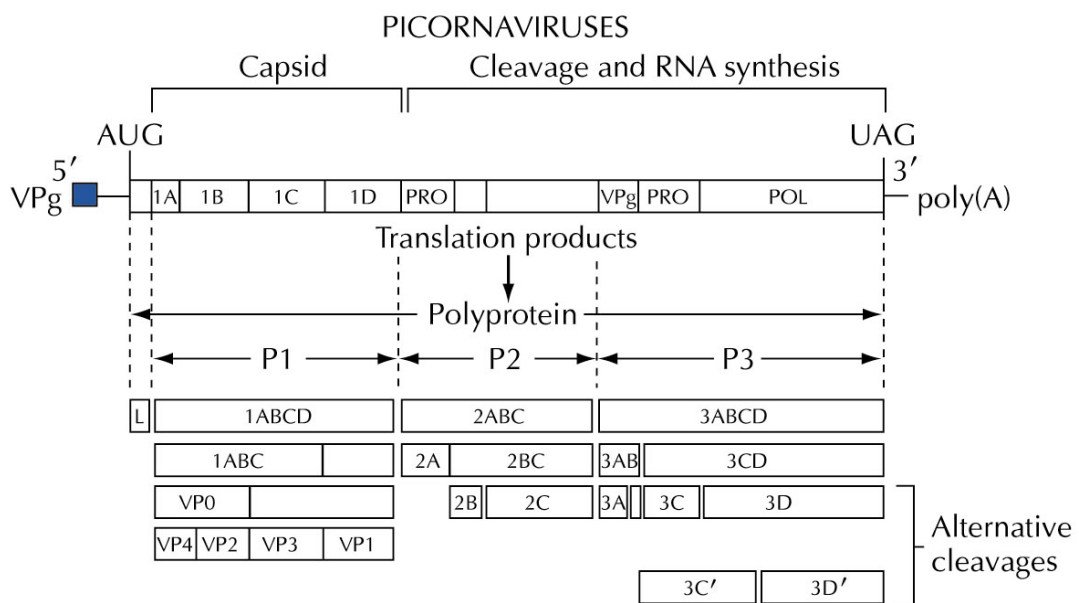 PICORNAVIRUSES
Capsid Cleavage and RNA synthesis
AUG UAG
5′ 3′
VPg 1A 1B 1C 1D PRO VPg PRO POL poly(A)
Translation products
Polyprotein
P1 P2 P3
L 1ABCD 2ABC 3ABCD
1ABC 2A 2BC 3AB 3CD
VP0 2B 2C 3A 3C 3D
VP4 VP2 VP3 VP1
Alternative
cleavages
3C′ 3D′